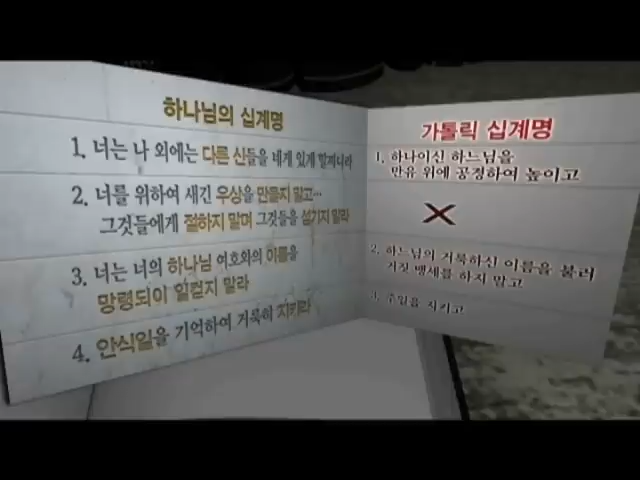 하나님의 십계명
1. 너는 나 외에는 다른 신들을 네게 있게 말찌니라
2. 너를 위하여 새긴 우상을 만들지 말고...
그것들에게 절하지 말며 그것들을 섬기지 말라
3. 너는 너의 하나님 여호와의 이름을
망령되이 일컫지 말라
4. 안식일을 기억하여 거룩히 지키라
가톨릭 십계명
1. 하나이신 하느님을
만유 위에 공경하여 높이고
X
2. 하느님의 거룩하신 이름을 불러
거짓 맹세를 하지 말고
3. 주일을 지키고